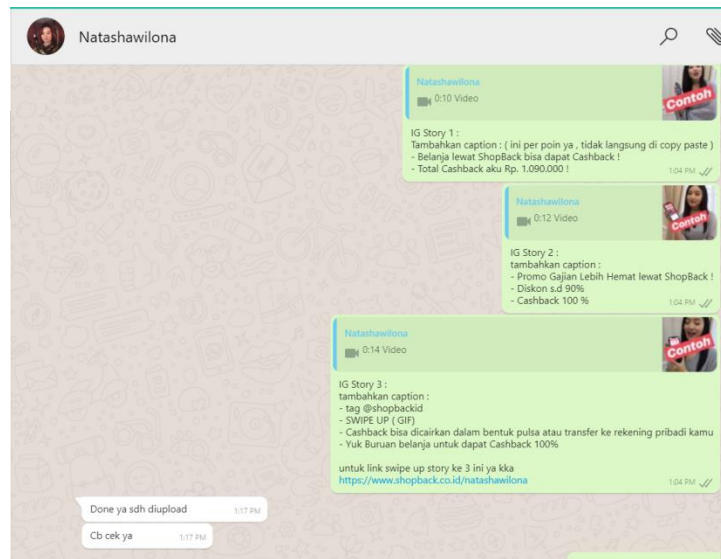 Natashawilona
Natashawilona
0:10 Video
Contoh
IG Story 1 :
Tambahkan caption : ( ini per poin ya , tidak langsung di copy paste )
- Belanja lewat ShopBack bisa dapat Cashback !
- Total Cashback aku Rp. 1.090.000 !
1:04 PM
Natashawilona
0:12 Video
Contoh
IG Story 2 :
tambahkan caption :
- Promo Gajian Lebih Hemat lewat ShopBack !
- Diskon s.d 90%
- Cashback 100 %
1:04 PM
Natashawilona
0:14 Video
Contoh
IG Story 3 :
tambahkan caption :
- tag @shopbackid
- SWIPE UP ( GIF)
- Cashback bisa dicairkan dalam bentuk pulsa atau transfer ke rekening pribadi kamu
- Yuk Buruan belanja untuk dapat Cashback 100%
untuk link swipe up story ke 3 ini ya kka
https://www.shopback.co.id/natashawilona
1:04 PM
Done ya sdh diupload
1:17 PM
Cb cek ya
1:17 PM